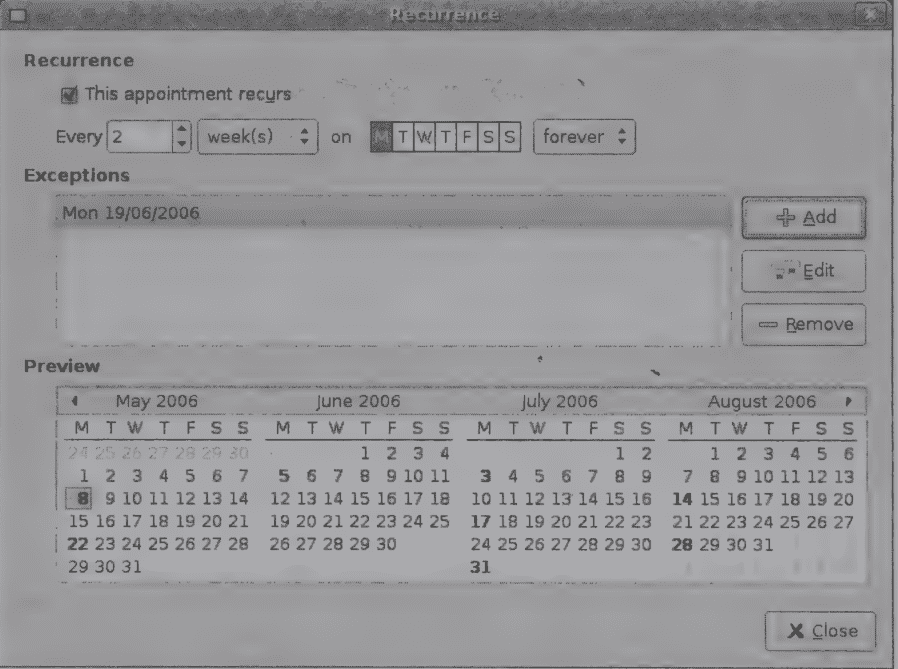 Recurrence
Recurrence
This appointment recurs
Every 2 week(s) on M T W T F S S forever
Exceptions
Mon 19/06/2006
Add
Edit
Remove
Preview
May 2006 June 2006 July 2006 August 2006
M T W T F S S M T W T F S S M T W T F S S M T W T F S S
24 25 26 27 28 29 30 1 2 3 4 1 2 1 2 3 4 5 6
1 2 3 4 5 6 7 5 6 7 8 9 10 11 3 4 5 6 7 8 9 7 8 9 10 11 12 13
8 9 10 11 12 13 14 12 13 14 15 16 17 18 10 11 12 13 14 15 16 14 15 16 17 18 19 20
15 16 17 18 19 20 21 19 20 21 22 23 24 25 17 18 19 20 21 22 23 21 22 23 24 25 26 27
22 23 24 25 26 27 28 26 27 28 29 30 24 25 26 27 28 29 30 28 29 30 31
29 30 31 31
Close